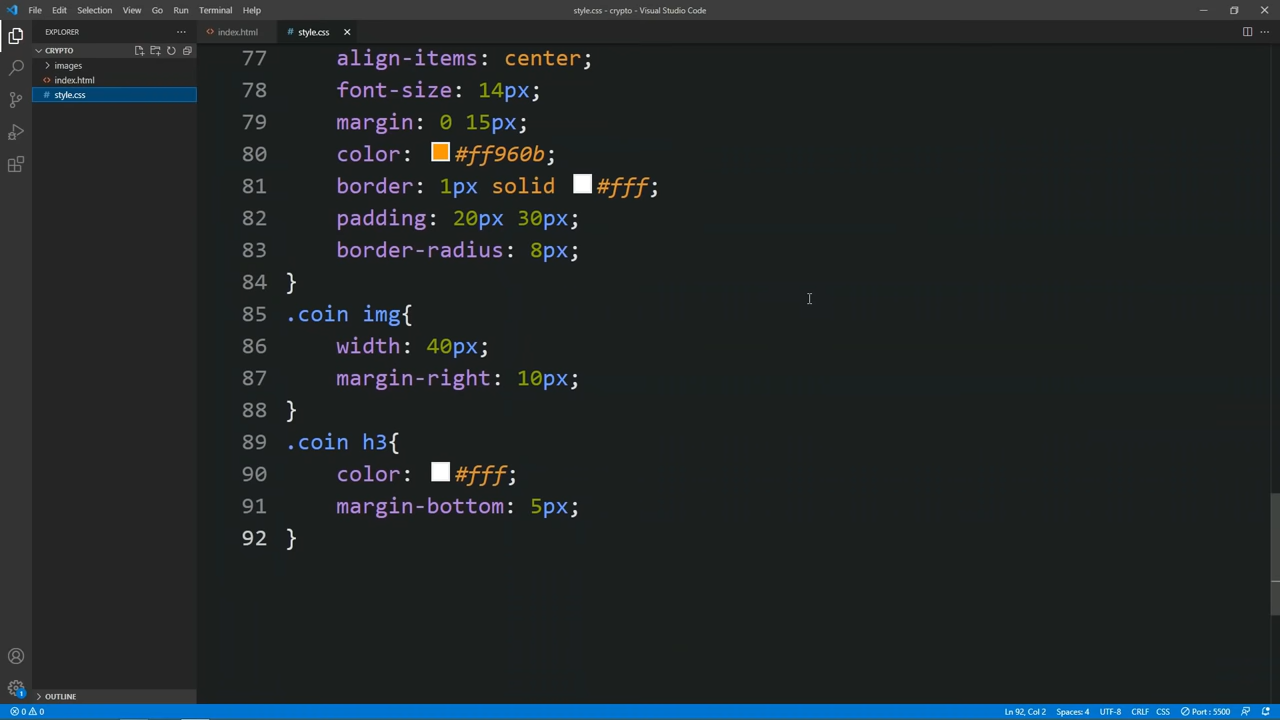 File Edit Selection View Go Run Terminal Help
style.css - crypto - Visual Studio Code
EXPLORER
index.html
style.css
CRYPTO
images
index.html
style.css
77 align-items: center;
78 font-size: 14px;
79 margin: 0 15px;
80 color: #ff960b;
81 border: 1px solid #fff;
82 padding: 20px 30px;
83 border-radius: 8px;
84 }
85 .coin img{
86 width: 40px;
87 margin-right: 10px;
88 }
89 .coin h3{
90 color: #fff;
91 margin-bottom: 5px;
92 }
OUTLINE
1
0 0 Ln 92, Col 2 Spaces: 4 UTF-8 CRLF CSS Port : 5500